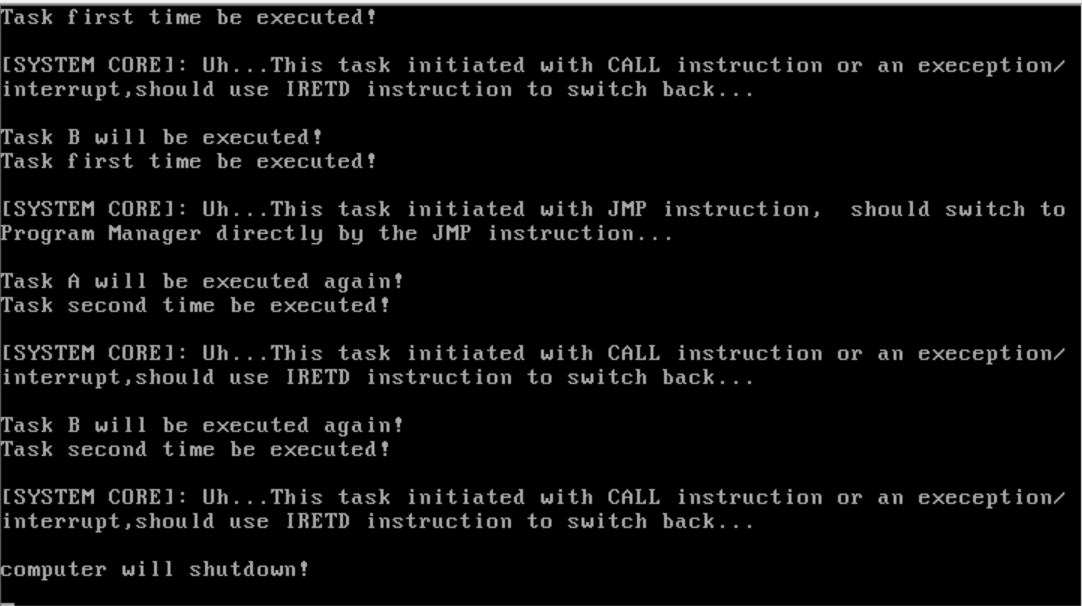 Task first time be executed!
[SYSTEM CORE]: Uh...This task initiated with CALL instruction or an exeception/
interrupt,should use IRETD instruction to switch back...
Task B will be executed!
Task first time be executed!
[SYSTEM CORE]: Uh...This task initiated with JMP instruction,  should switch to
Program Manager directly by the JMP instruction...
Task A will be executed again!
Task second time be executed!
[SYSTEM CORE]: Uh...This task initiated with CALL instruction or an exeception/
interrupt,should use IRETD instruction to switch back...
Task B will be executed again!
Task second time be executed!
[SYSTEM CORE]: Uh...This task initiated with CALL instruction or an exeception/
interrupt,should use IRETD instruction to switch back...
computer will shutdown!